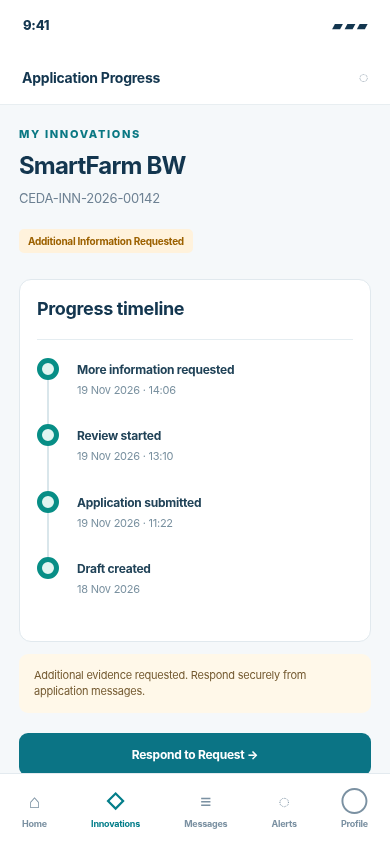 9:41
Application Progress
MY INNOVATIONS
SmartFarm BW
CEDA-INN-2026-00142
Additional Information Requested
Progress timeline
More information requested
19 Nov 2026 · 14:06
Review started
19 Nov 2026 · 13:10
Application submitted
19 Nov 2026 · 11:22
Draft created
18 Nov 2026
Additional evidence requested. Respond securely from
application messages.
Respond to Request →
Home Innovations Messages Alerts Profile